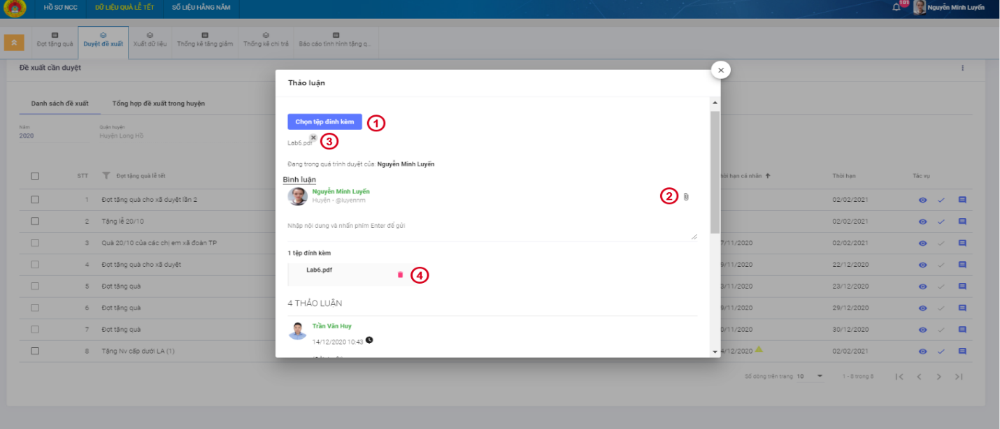 HỒ SƠ NCC DỮ LIỆU QUÀ LỄ TẾT SỐ LIỆU HẰNG NĂM 101 Nguyễn Minh Luyến
Đợt tặng quà Duyệt đề xuất Xuất dữ liệu Thống kê tăng giảm Thống kê chi trả Báo cáo tình hình tặng q...
Đề xuất cần duyệt
Thảo luận
Danh sách đề xuất Tổng hợp đề xuất trong huyện
Chọn tệp đính kèm 1
Năm Quận huyện
2020 Huyện Long Hồ
Lab6.pdf 3
Đang trong quá trình duyệt của: Nguyễn Minh Luyến
Bình luận
Nguyễn Minh Luyến
Huyện - @luyennm 2
Nhập nội dung và nhấn phím Enter để gửi
1 tệp đính kèm
Lab6.pdf 4
4 THẢO LUẬN
Trần Văn Huy
14/12/2020 10:43
STT Đợt tặng quà lễ tết hời hạn cá nhân Thời hạn Tác vụ
1 Đợt tặng quà cho xã duyệt lần 2 02/02/2021
2 Tặng lễ 20/10 02/02/2021
3 Quà 20/10 của các chị em xã đoàn TP 7/11/2020 02/02/2021
4 Đợt tặng quà cho xã duyệt 9/11/2020 22/12/2020
5 Đợt tặng quà 3/11/2020 23/12/2020
6 Đợt tặng quà 9/11/2020 29/12/2020
7 Đợt tặng quà 0/11/2020 30/12/2020
8 Tặng Nv cấp dưới LA (1) 4/12/2020 02/02/2021
Số dòng trên trang 10 1 - 8 trong 8